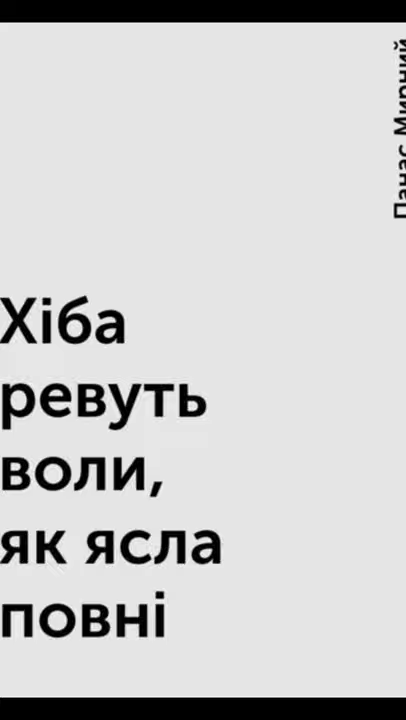 Панас Мирний
Хіба
ревуть
воли,
як ясла
повні